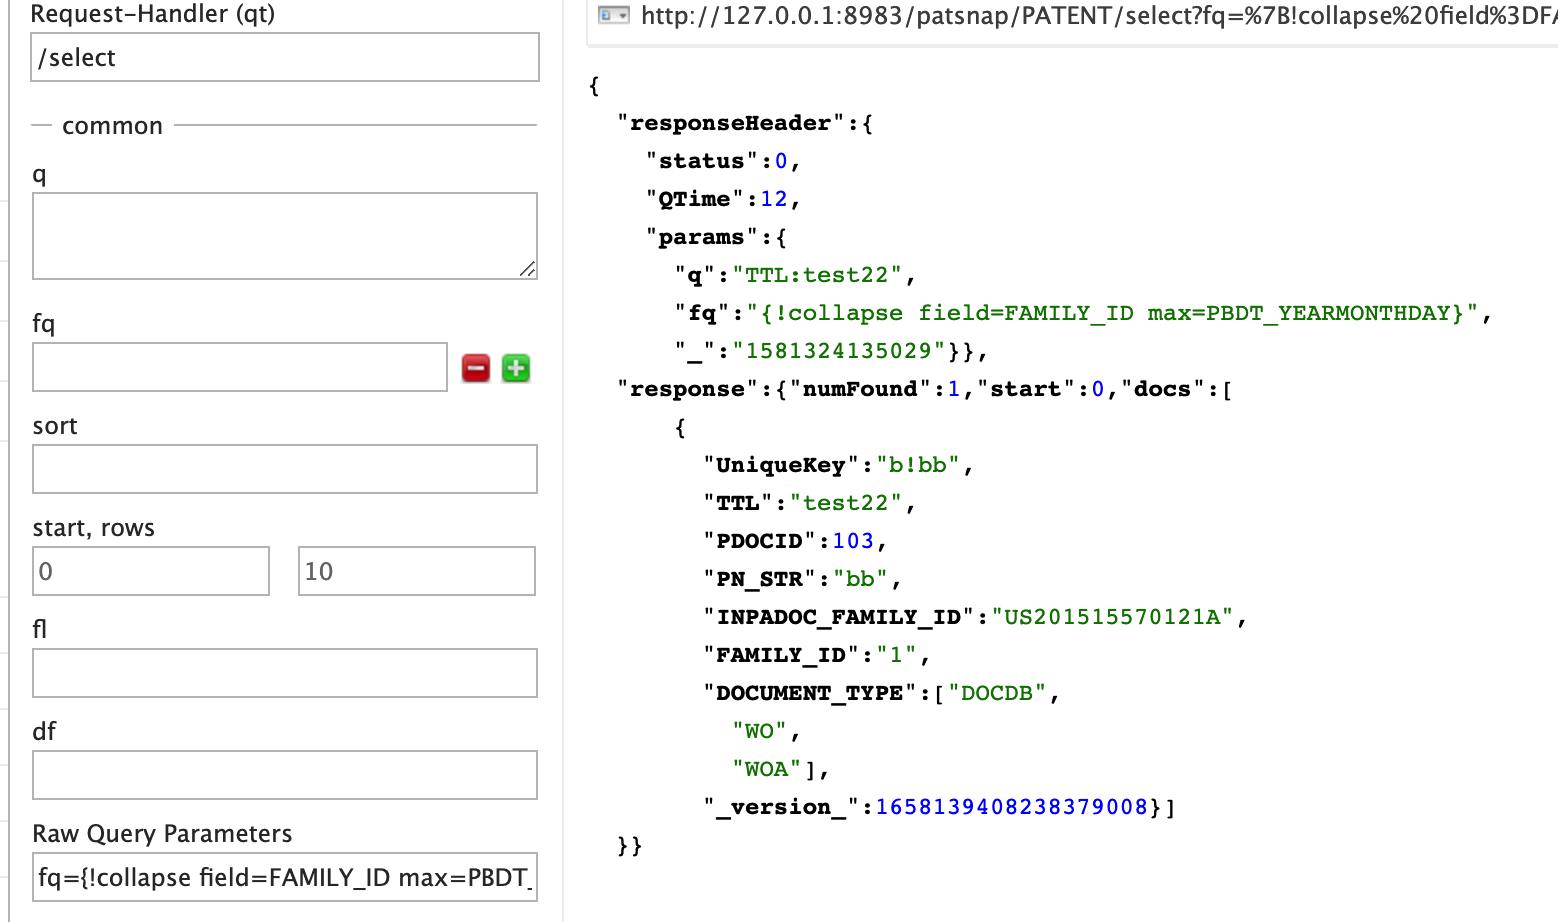 Request-Handler (qt)
/select
common
q
fq
sort
start, rows
0
10
fl
df
Raw Query Parameters
fq={!collapse field=FAMILY_ID max=PBDT_
http://127.0.0.1:8983/patsnap/PATENT/select?fq=%7B!collapse%20field%3DFA
{
"responseHeader":{
"status":0,
"QTime":12,
"params":{
"q":"TTL:test22",
"fq":"{!collapse field=FAMILY_ID max=PBDT_YEARMONTHDAY}",
"_":"1581324135029"}},
"response":{"numFound":1,"start":0,"docs":[
{
"UniqueKey":"b!bb",
"TTL":"test22",
"PDOCID":103,
"PN_STR":"bb",
"INPADOC_FAMILY_ID":"US201515570121A",
"FAMILY_ID":"1",
"DOCUMENT_TYPE":["DOCDB",
"WO",
"WOA"],
"_version_":1658139408238379008}]
}}